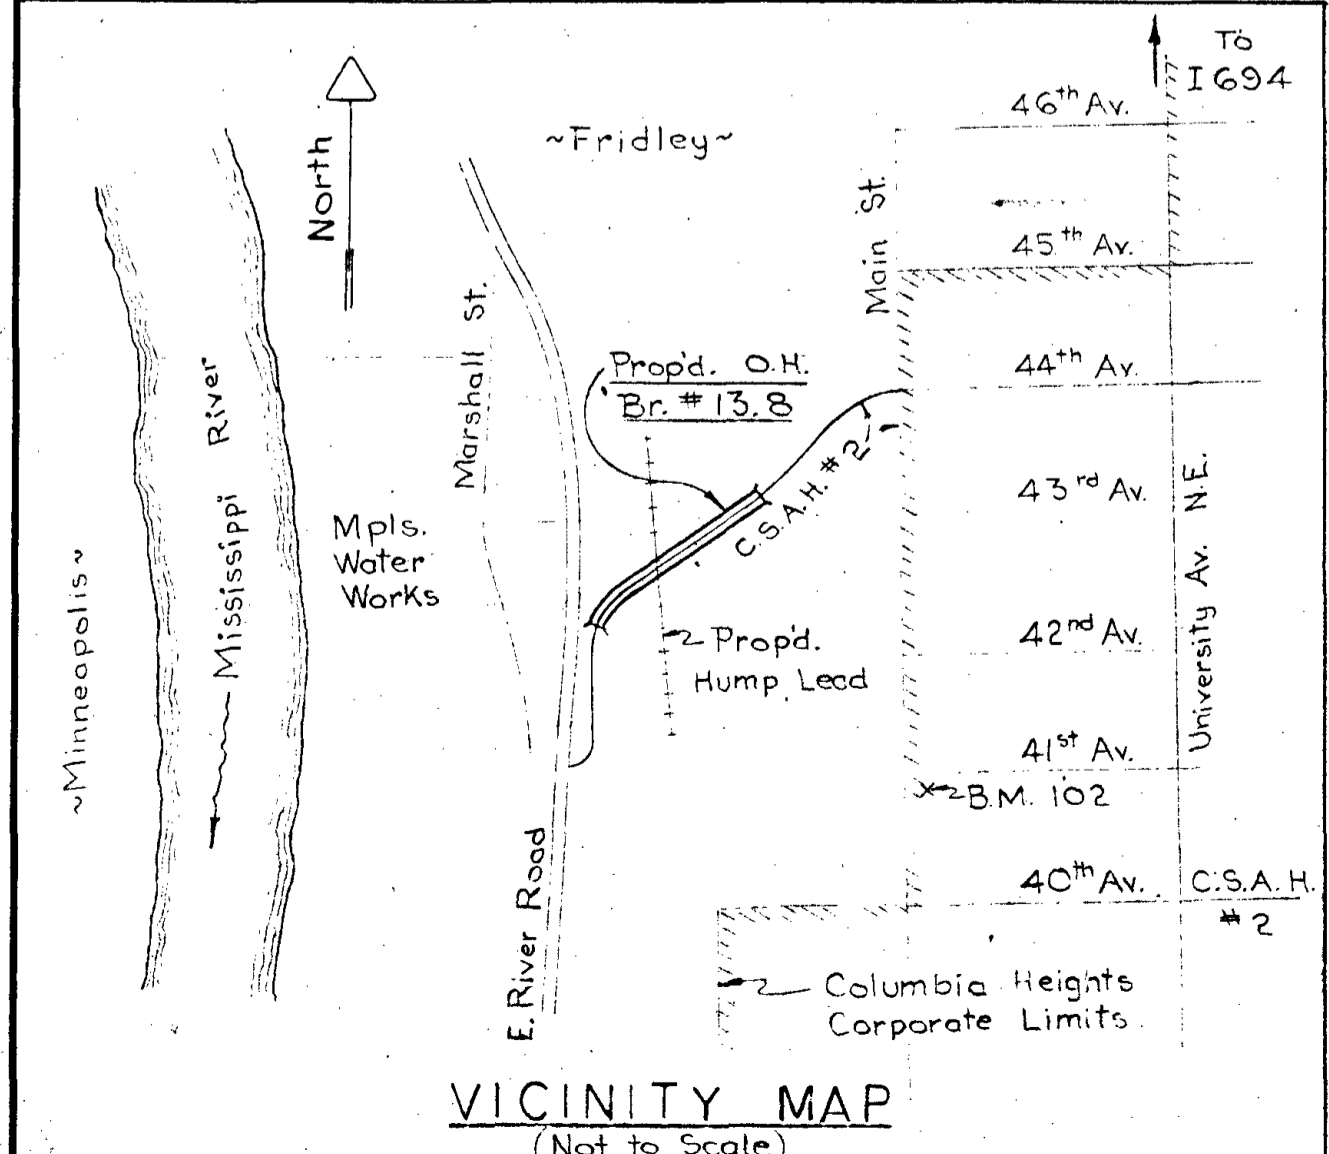 To
I 694
46th Av.
~Fridley~
North
Main St.
45th Av.
Marshall St.
Prop'd. O.H.
Br. # 13.8
44th Av.
Mississippi River
C.S.A.H. #2
43rd Av.
University Av. N.E.
Mpls.
Water
Works
~Minneapolis~
Prop'd.
Hump Lead
42nd Av.
41st Av.
B.M. 102
E. River Road
40th Av.
C.S.A.H.
#2
Columbia Heights
Corporate Limits
VICINITY MAP
(Not to Scale)